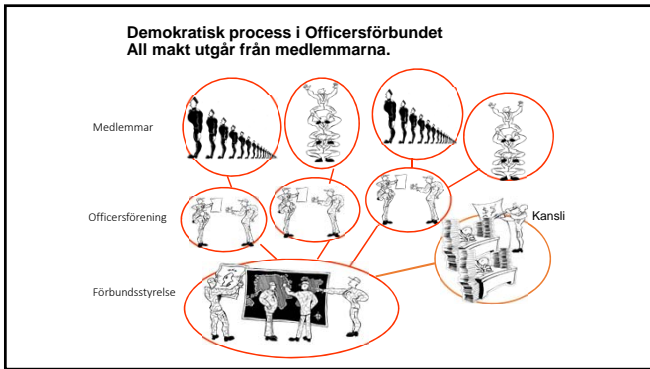 Demokratisk process i Officersförbundet
All makt utgår från medlemmarna.
Medlemmar
Officersförening
Kansli
Förbundsstyrelse